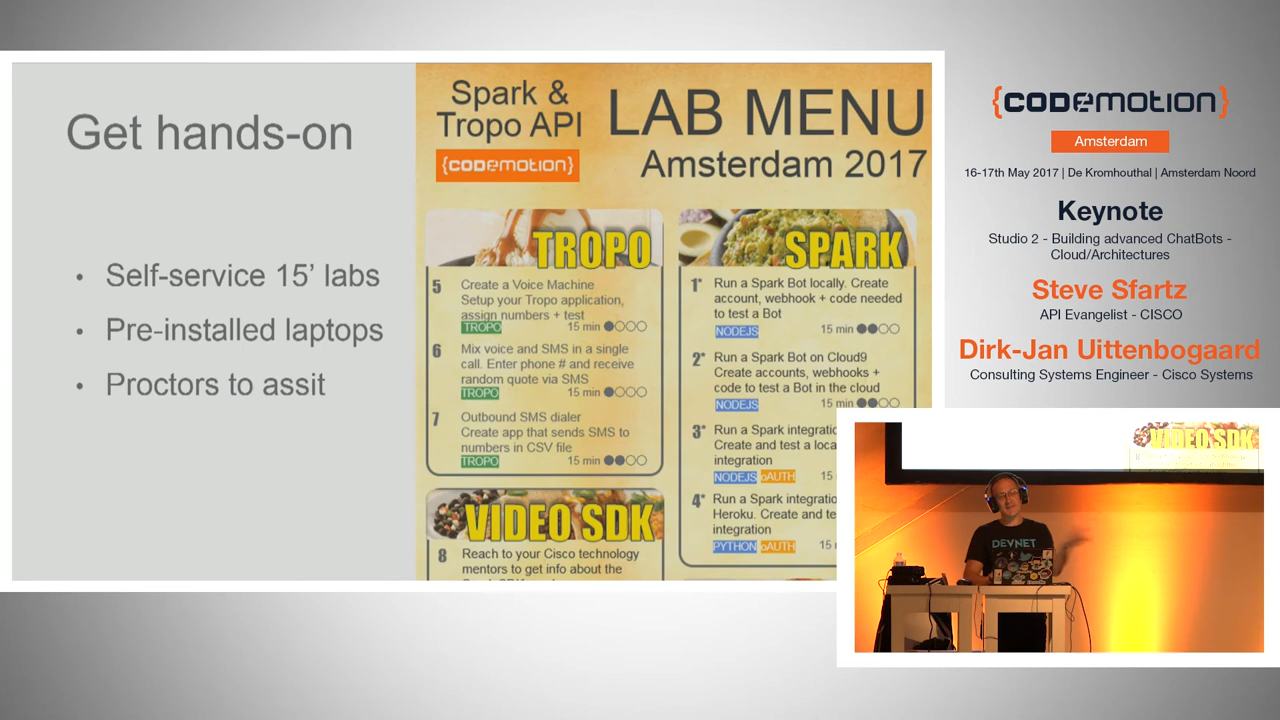 Get hands-on
• Self-service 15’ labs
• Pre-installed laptops
• Proctors to assit
Spark &
Tropo API
{CODEMOTION}
LAB MENU
Amsterdam 2017
TROPO
5 Create a Voice Machine
Setup your Tropo application,
assign numbers + test
TROPO 15 min
6 Mix voice and SMS in a single
call. Enter phone # and receive
random quote via SMS
TROPO 15 min
7 Outbound SMS dialer
Create app that sends SMS to
numbers in CSV file
TROPO 15 min
VIDEO SDK
8 Reach to your Cisco technology
mentors to get info about the
SPARK
1* Run a Spark Bot locally. Create
account, webhook + code needed
to test a Bot
NODEJS 15 min
2* Run a Spark Bot on Cloud9
Create accounts, webhooks +
code to test a Bot in the cloud
NODEJS 15 min
3* Run a Spark
Create and test a
integration
NODEJS oAUTH 15
4* Run a Spark
Heroku. Create and
integration
PYTHON oAUTH 15
{CODEMOTION}
Amsterdam
16-17th May 2017 | De Kromhouthal | Amsterdam Noord
Keynote
Studio 2 - Building advanced ChatBots -
Cloud/Architectures
Steve Sfartz
API Evangelist - CISCO
Dirk-Jan Uittenbogaard
Consulting Systems Engineer - Cisco Systems
VIDEO SDK
8
DEVNET